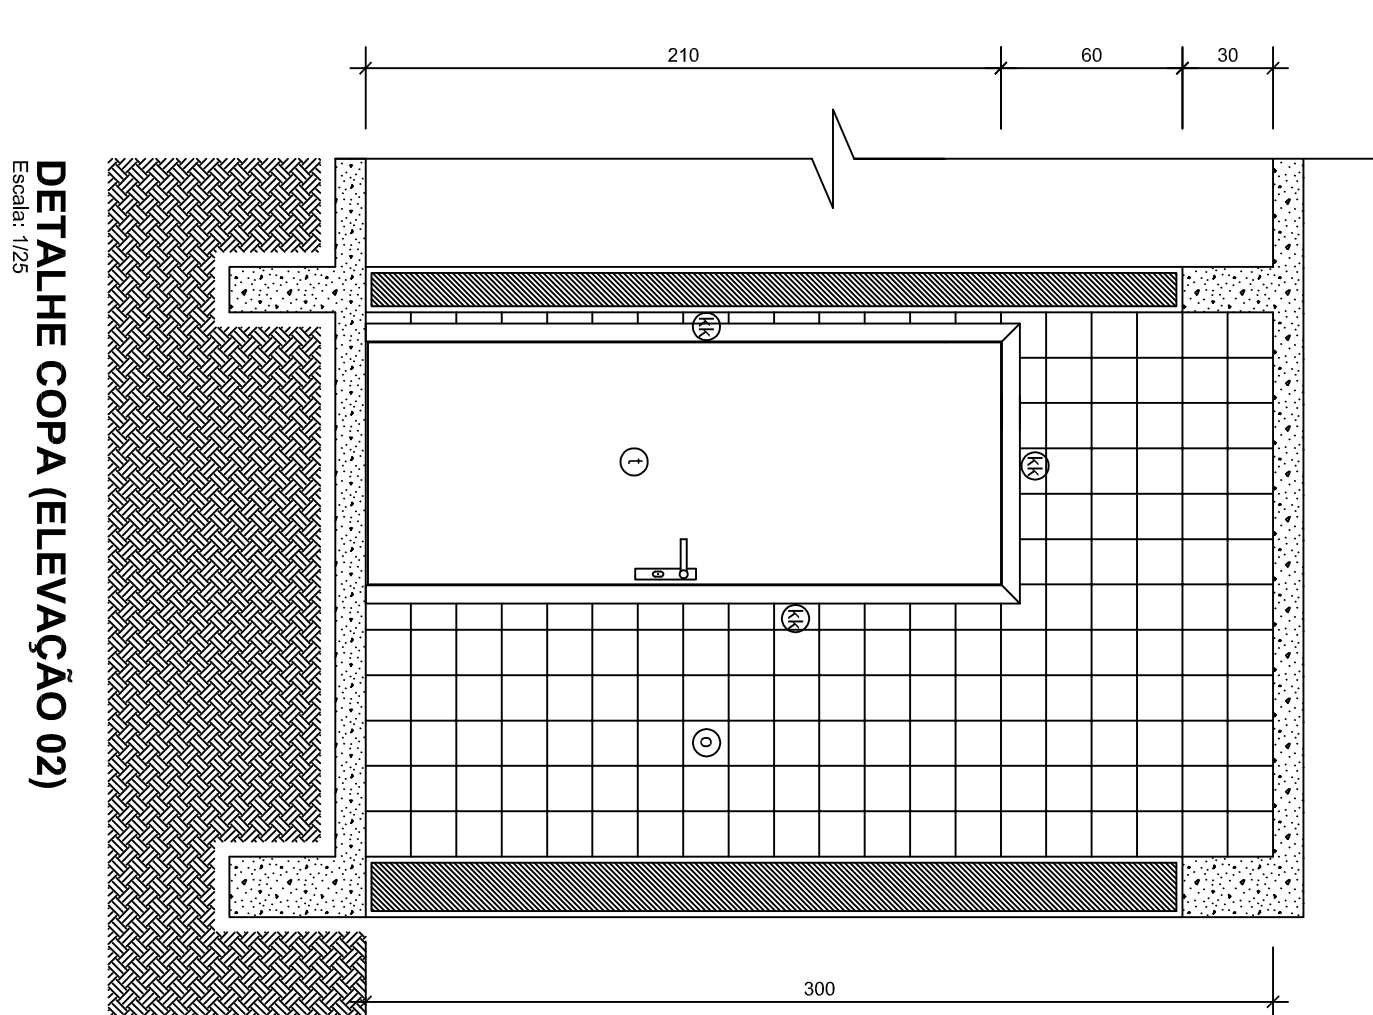 210
60
30
DETALHE COPA (ELEVAÇÃO 02)
Escala: 1/25
kk
t
kk
kk
o
300